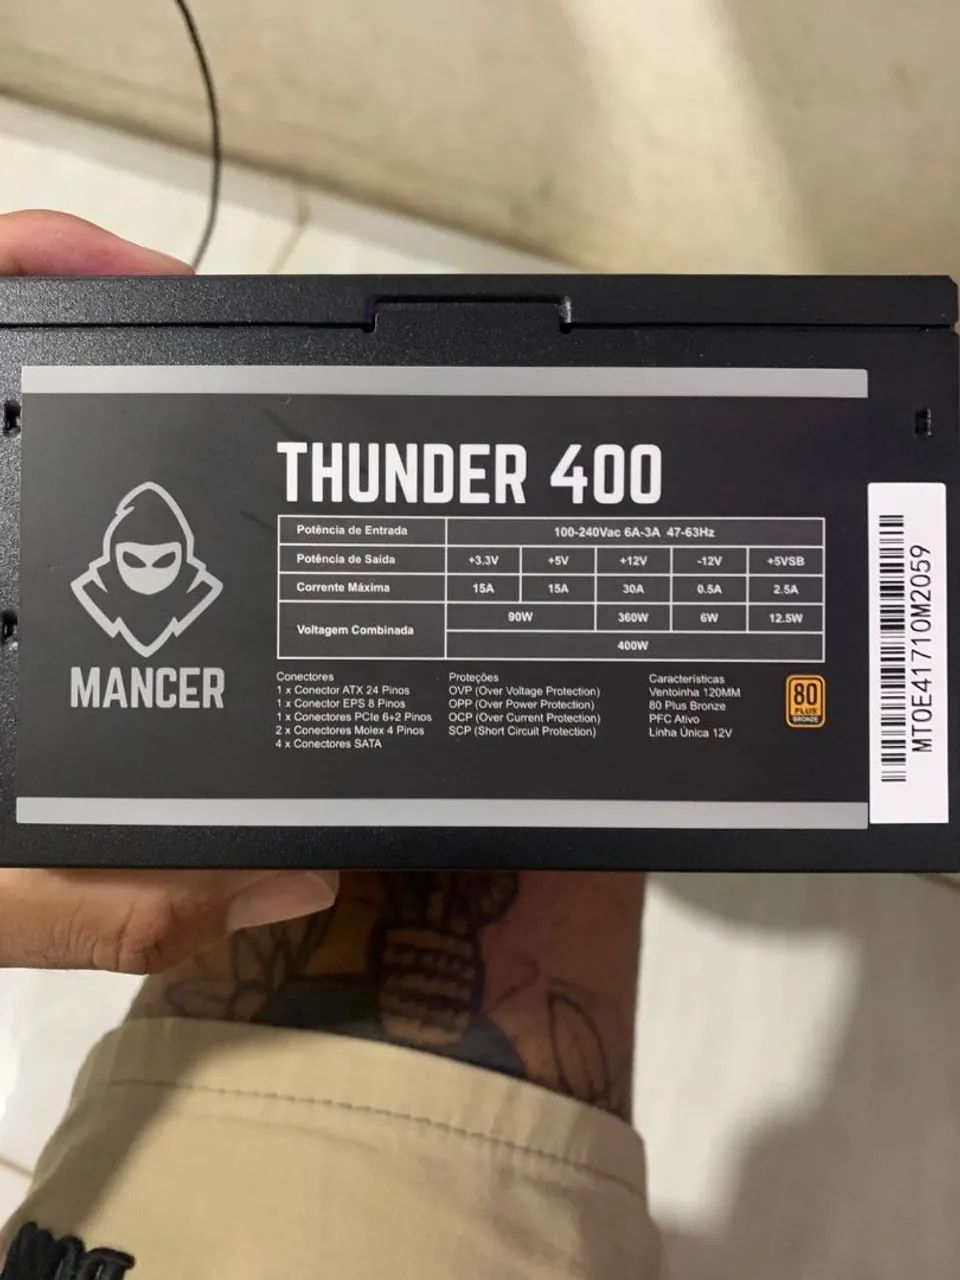 THUNDER 400
Potência de Entrada 100-240Vac 6A-3A 47-63Hz
Potência de Saída +3.3V +5V +12V -12V +5VSB
Corrente Máxima 15A 15A 30A 0.5A 2.5A
Voltagem Combinada 90W 360W 6W 12.5W
400W
MANCER
Conectores
1 x Conector ATX 24 Pinos
1 x Conector EPS 8 Pinos
1 x Conectores PCIe 6+2 Pinos
2 x Conectores Molex 4 Pinos
4 x Conectores SATA
Proteções
OVP (Over Voltage Protection)
OPP (Over Power Protection)
OCP (Over Current Protection)
SCP (Short Circuit Protection)
Características
Ventoinha 120MM
80 Plus Bronze
PFC Ativo
Linha Única 12V
80
PLUS
BRONZE
MT0E41710M2059